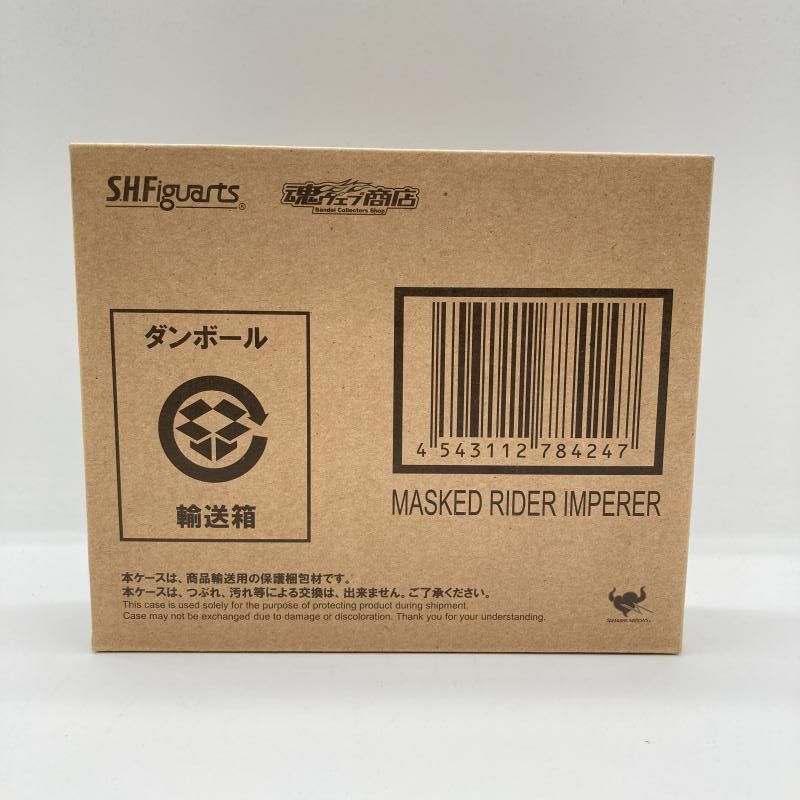 S.H.Figuarts®
魂ウェブ商店
Bandai Collectors Shop
ダンボール
輸送箱
4 543112 784247
MASKED RIDER IMPERER
本ケースは、商品輸送用の保護梱包材です。
本ケースは、つぶれ、汚れ等による交換は、出来ません。ご了承ください。
This case is used solely for the purpose of protecting product during shipment.
Case may not be exchanged due to damage or discoloration. Thank you for your understanding.